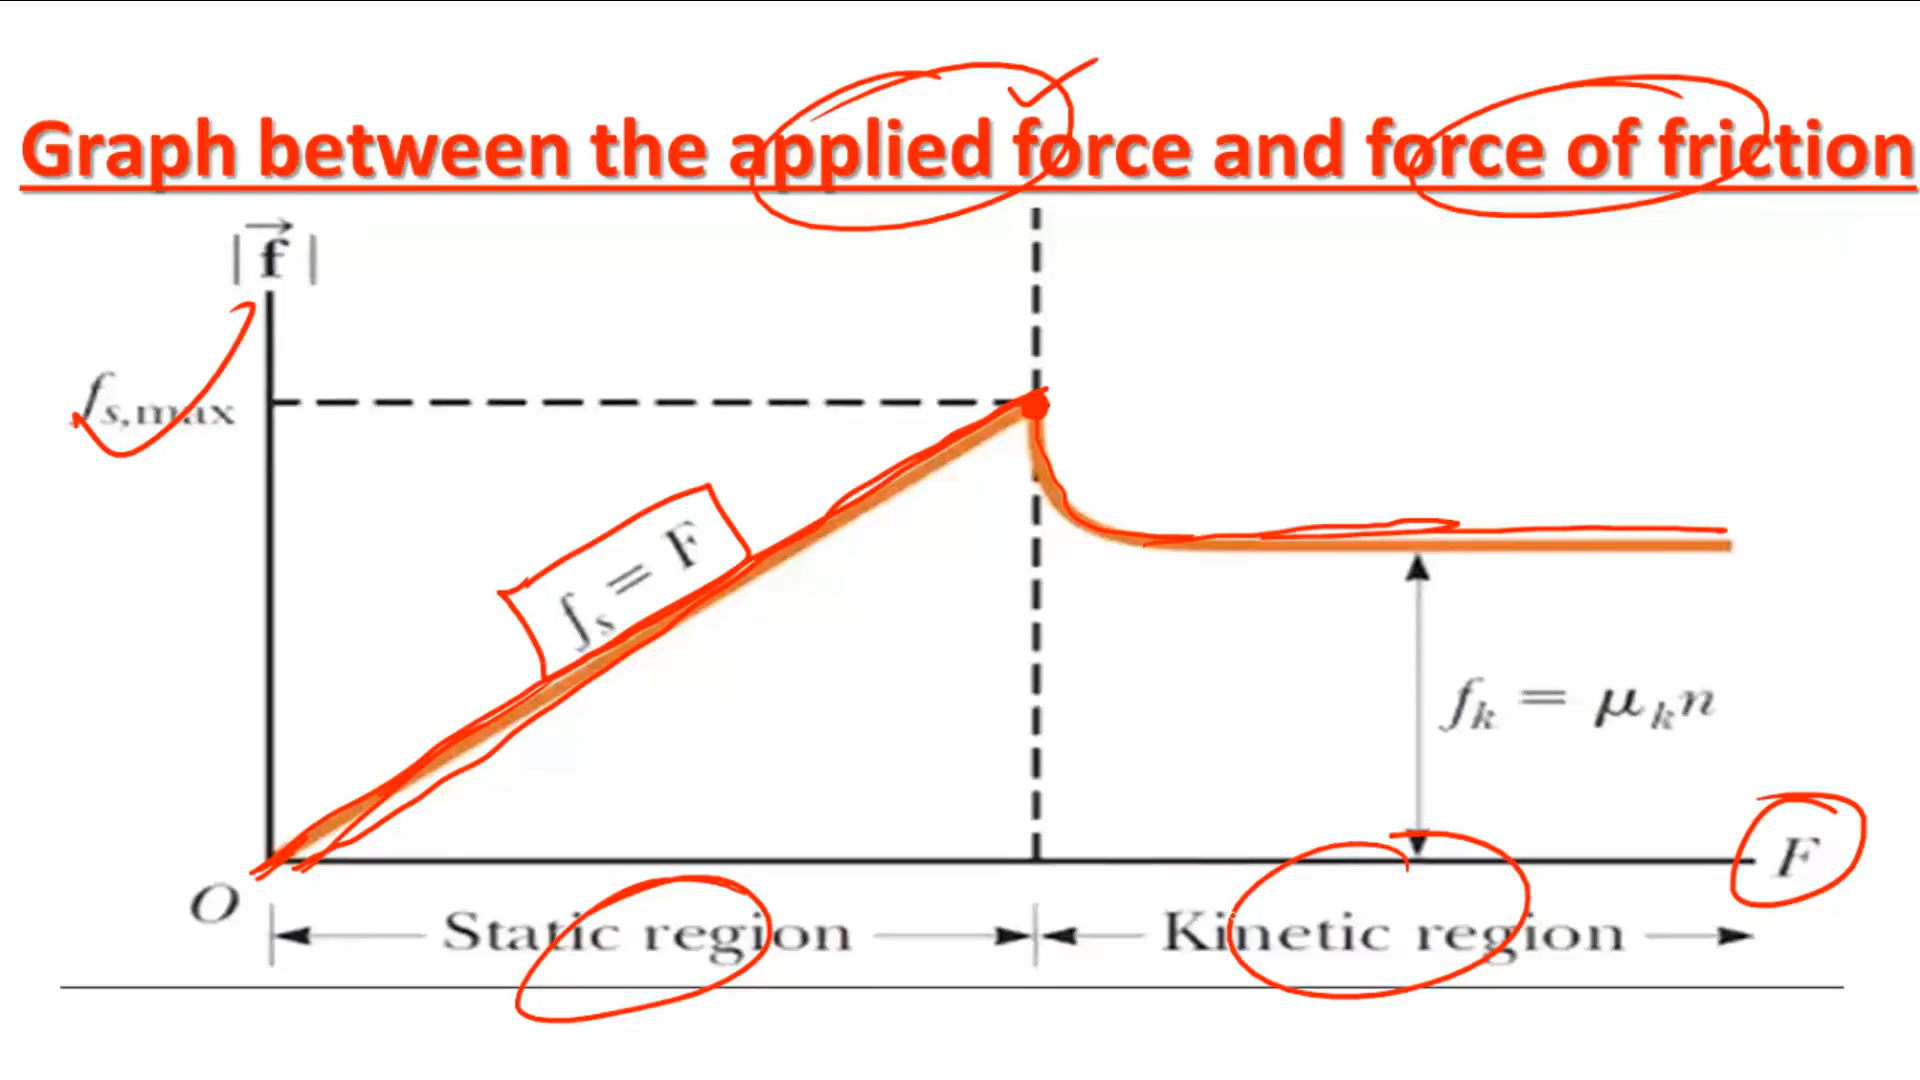 Graph between the applied force and force of friction
|f⃗|
fs,max
fs = F
fk = μkn
F
O
Static region
Kinetic region